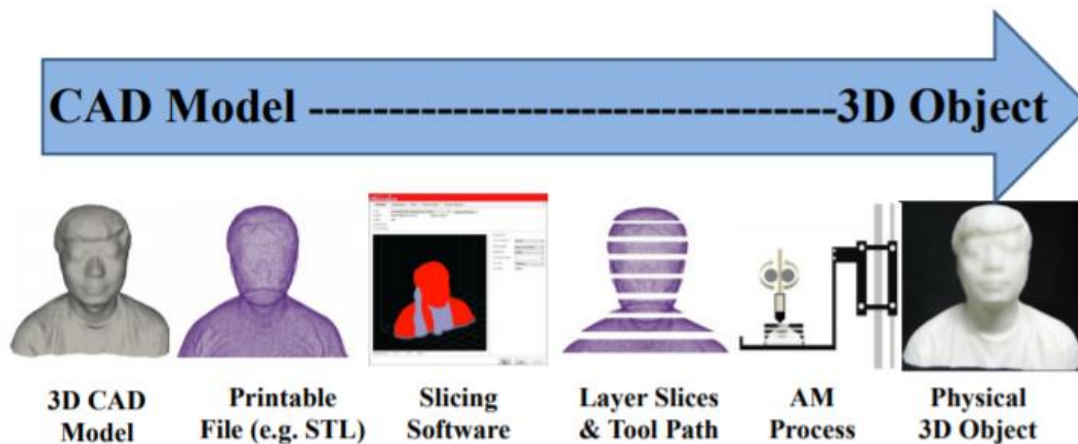 CAD Model --------------------------------3D Object
3D CAD
Model
Printable
File (e.g. STL)
Slicing
Software
Layer Slices
& Tool Path
AM
Process
Physical
3D Object